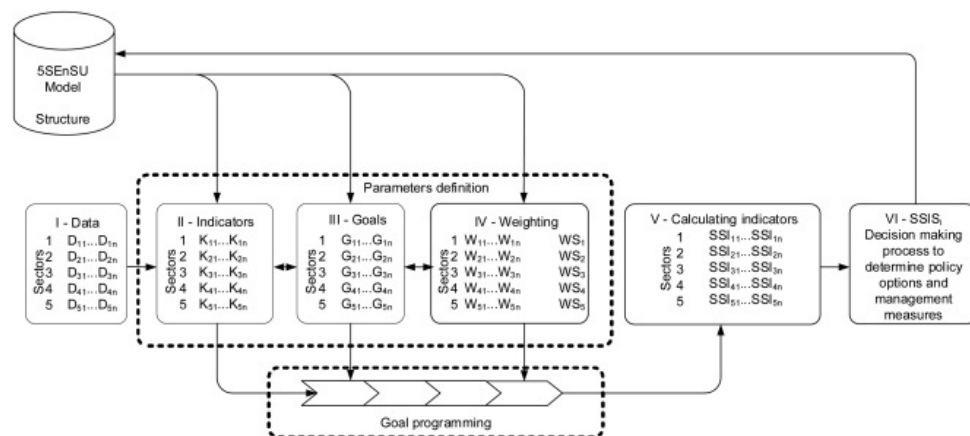 5SEnSU
Model
Structure
Parameters definition
I - Data
Sectors
1 D₁₁...D₁ₙ
2 D₂₁...D₂ₙ
3 D₃₁...D₃ₙ
4 D₄₁...D₄ₙ
5 D₅₁...D₅ₙ
II - Indicators
Sectors
1 K₁₁...K₁ₙ
2 K₂₁...K₂ₙ
3 K₃₁...K₃ₙ
4 K₄₁...K₄ₙ
5 K₅₁...K₅ₙ
III - Goals
Sectors
1 G₁₁...G₁ₙ
2 G₂₁...G₂ₙ
3 G₃₁...G₃ₙ
4 G₄₁...G₄ₙ
5 G₅₁...G₅ₙ
IV - Weighting
Sectors
1 W₁₁...W₁ₙ WS₁
2 W₂₁...W₂ₙ WS₂
3 W₃₁...W₃ₙ WS₃
4 W₄₁...W₄ₙ WS₄
5 W₅₁...W₅ₙ WS₅
V - Calculating indicators
Sectors
1 SSI₁₁...SSI₁ₙ
2 SSI₂₁...SSI₂ₙ
3 SSI₃₁...SSI₃ₙ
4 SSI₄₁...SSI₄ₙ
5 SSI₅₁...SSI₅ₙ
VI - SSISᵢ
Decision making
process to
determine policy
options and
management
measures
Goal programming